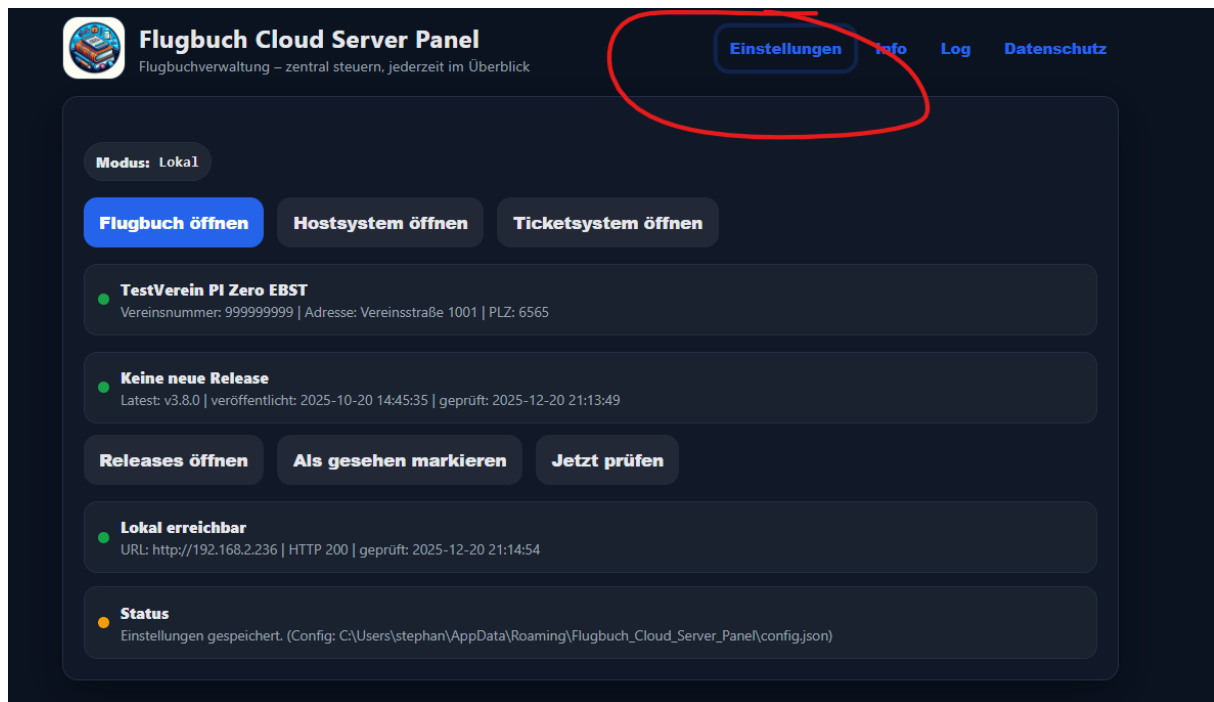 Flugbuch Cloud Server Panel
Flugbuchverwaltung – zentral steuern, jederzeit im Überblick
Einstellungen Info Log Datenschutz
Modus: Lokal
Flugbuch öffnen Hostsystem öffnen Ticketsystem öffnen
TestVerein PI Zero EBST
Vereinsnummer: 999999999 | Adresse: Vereinsstraße 1001 | PLZ: 6565
Keine neue Release
Latest: v3.8.0 | veröffentlicht: 2025-10-20 14:45:35 | geprüft: 2025-12-20 21:13:49
Releases öffnen Als gesehen markieren Jetzt prüfen
Lokal erreichbar
URL: http://192.168.2.236 | HTTP 200 | geprüft: 2025-12-20 21:14:54
Status
Einstellungen gespeichert. (Config: C:\Users\stephan\AppData\Roaming\Flugbuch_Cloud_Server_Panel\config.json)